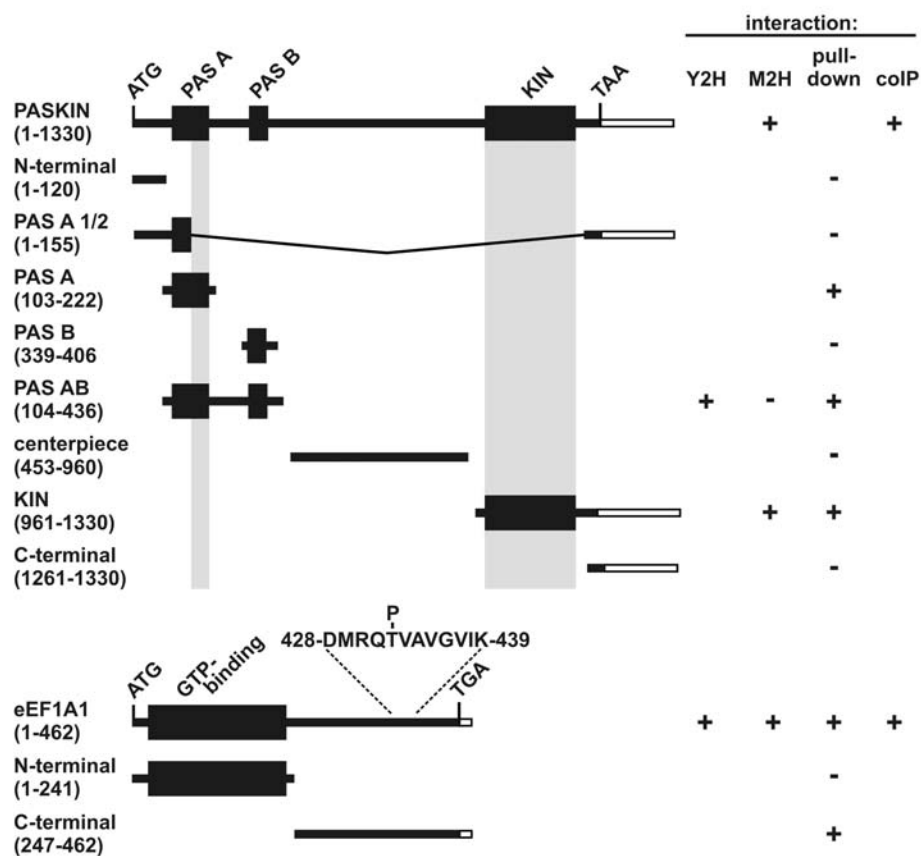 interaction:
Y2H M2H pull-down coIP
ATG PAS A PAS B KIN TAA
PASKIN
(1-1330) + +
N-terminal
(1-120) -
PAS A 1/2
(1-155) -
PAS A
(103-222) +
PAS B
(339-406 -
PAS AB
(104-436) + - +
centerpiece
(453-960) -
KIN
(961-1330) + +
C-terminal
(1261-1330) -
P
428-DMRQTVAVGVIK-439
ATG GTP-binding TGA
eEF1A1
(1-462) + + + +
N-terminal
(1-241) -
C-terminal
(247-462) +